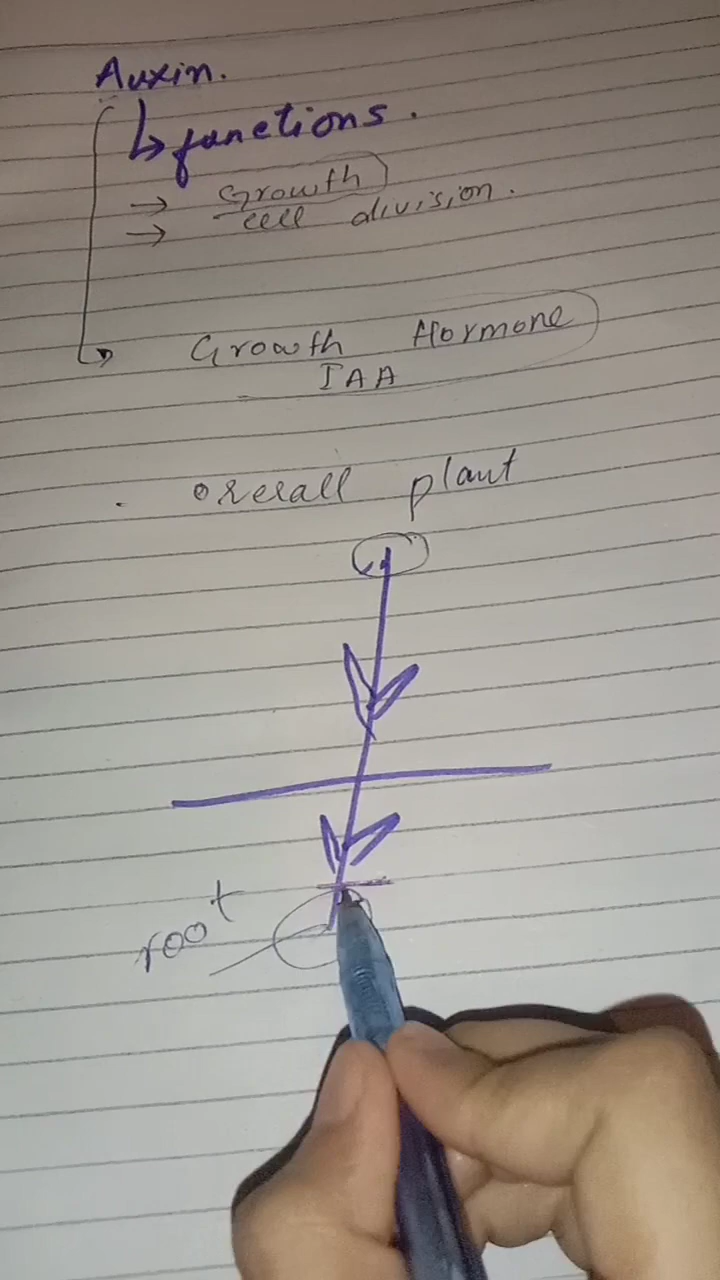 Auxin.
↳ functions.
→ Growth
→ cell division.
Growth Hormone
IAA
. overall plant
root